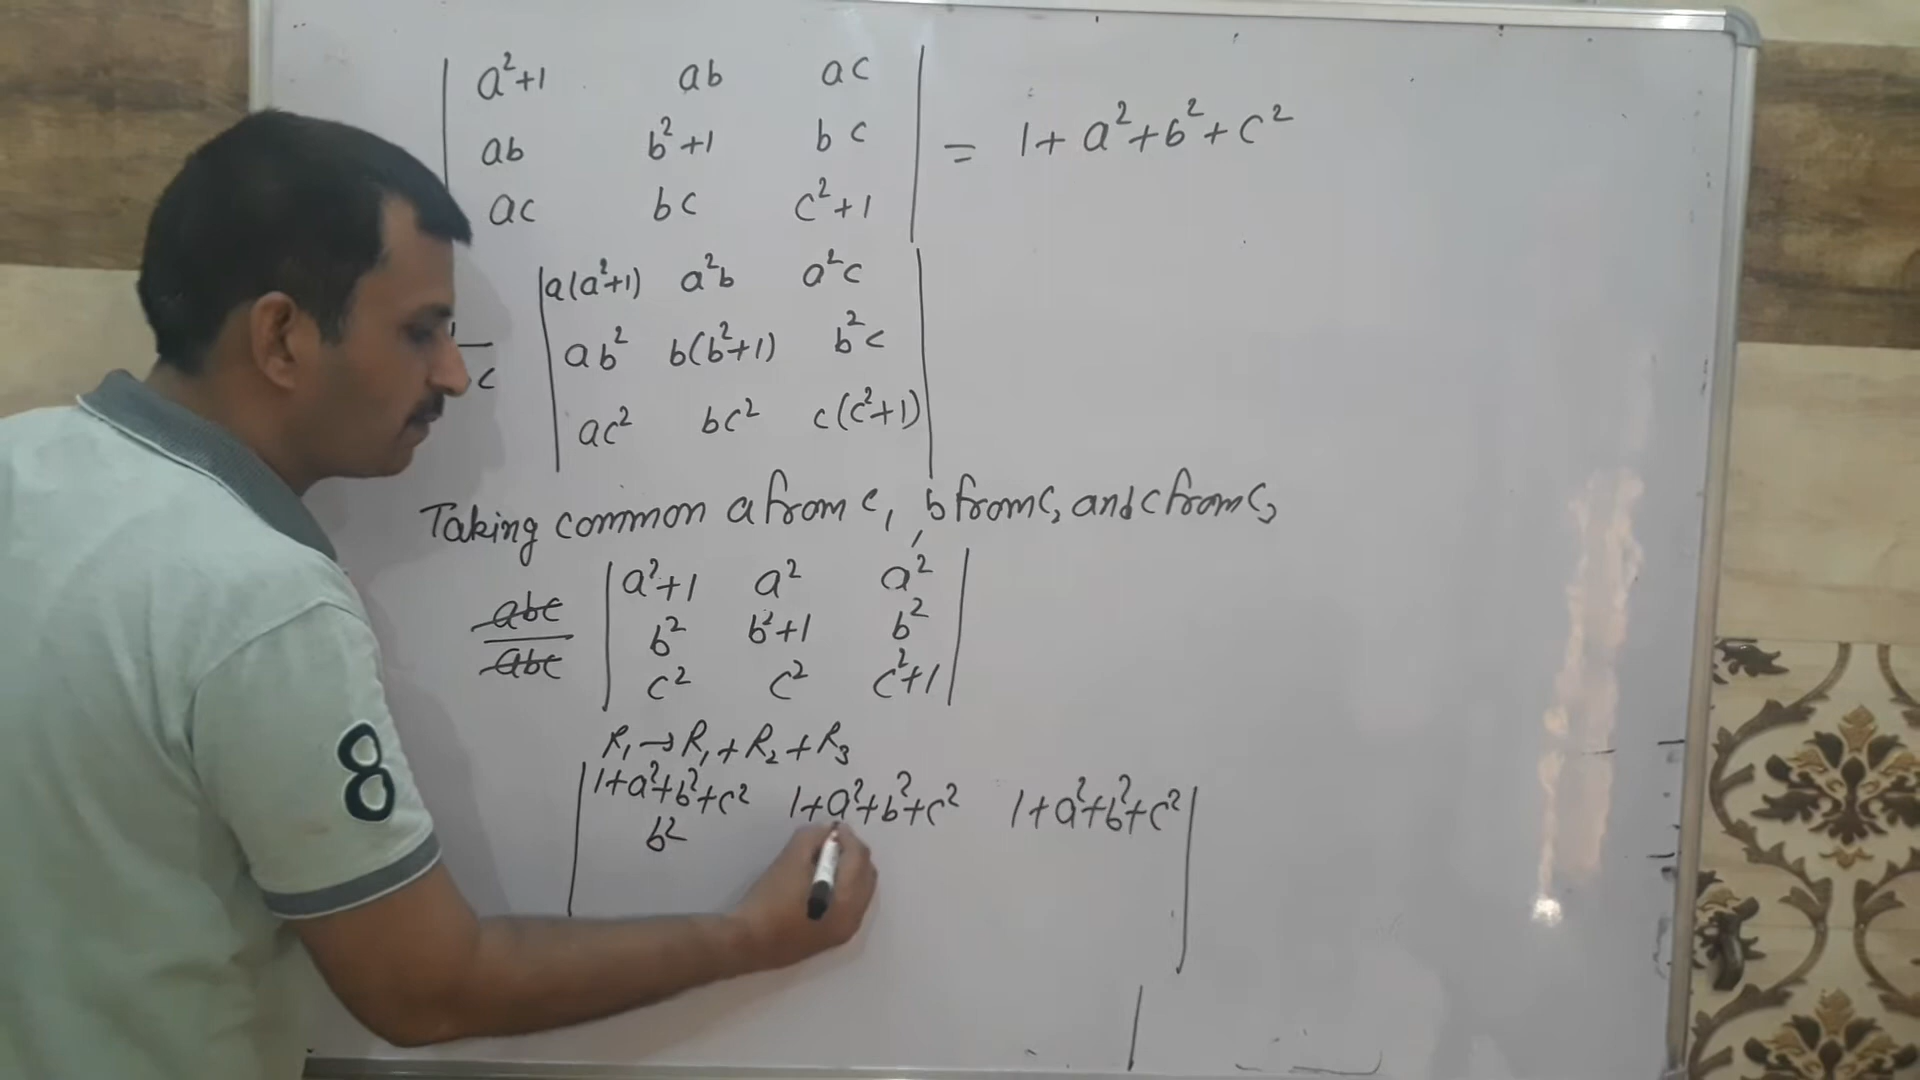 a²+1 ab ac
ab b²+1 bc = 1+a²+b²+c²
ac bc c²+1
a(a²+1) a²b a²c
ab² b(b²+1) b²c
c
ac² bc² c(c²+1)
Taking common a from c₁, b from c₂ and c from c₃
a²+1 a² a²
abc b² b²+1 b²
abc c² c² c²+1
R₁→R₁+R₂+R₃
1+a²+b²+c² 1+a²+b²+c² 1+a²+b²+c²
b²
8